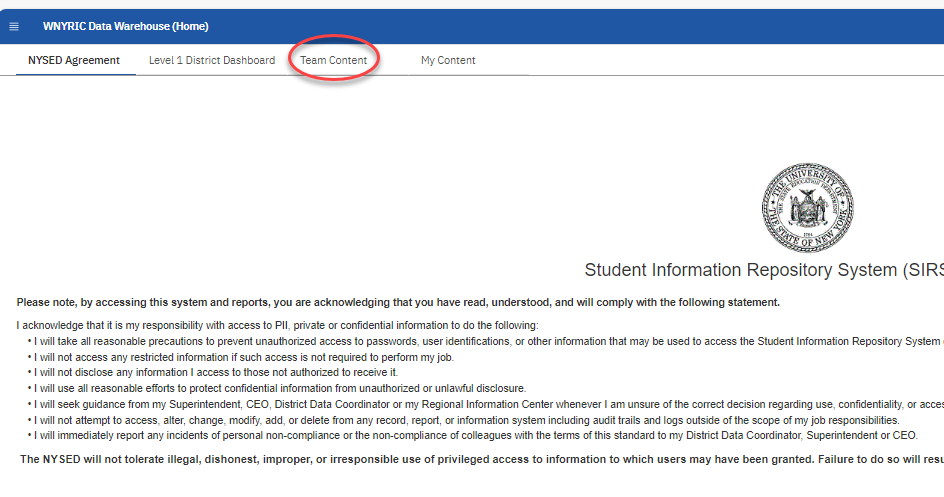 WNYRIC Data Warehouse (Home)
NYSED Agreement Level 1 District Dashboard Team Content My Content
THE UNIVERSITY OF THE STATE OF NEW YORK
Student Information Repository System (SIRS
Please note, by accessing this system and reports, you are acknowledging that you have read, understood, and will comply with the following statement.
I acknowledge that it is my responsibility with access to PII, private or confidential information to do the following:
• I will take all reasonable precautions to prevent unauthorized access to passwords, user identifications, or other information that may be used to access the Student Information Repository System (
• I will not access any restricted information if such access is not required to perform my job.
• I will not disclose any information I access to those not authorized to receive it.
• I will use all reasonable efforts to protect confidential information from unauthorized or unlawful disclosure.
• I will seek guidance from my Superintendent, CEO, District Data Coordinator or my Regional Information Center whenever I am unsure of the correct decision regarding use, confidentiality, or acces
• I will not attempt to access, alter, change, modify, add, or delete from any record, report, or information system including audit trails and logs outside of the scope of my job responsibilities.
• I will immediately report any incidents of personal non-compliance or the non-compliance of colleagues with the terms of this standard to my District Data Coordinator, Superintendent or CEO.
The NYSED will not tolerate illegal, dishonest, improper, or irresponsible use of privileged access to information to which users may have been granted. Failure to do so will resu